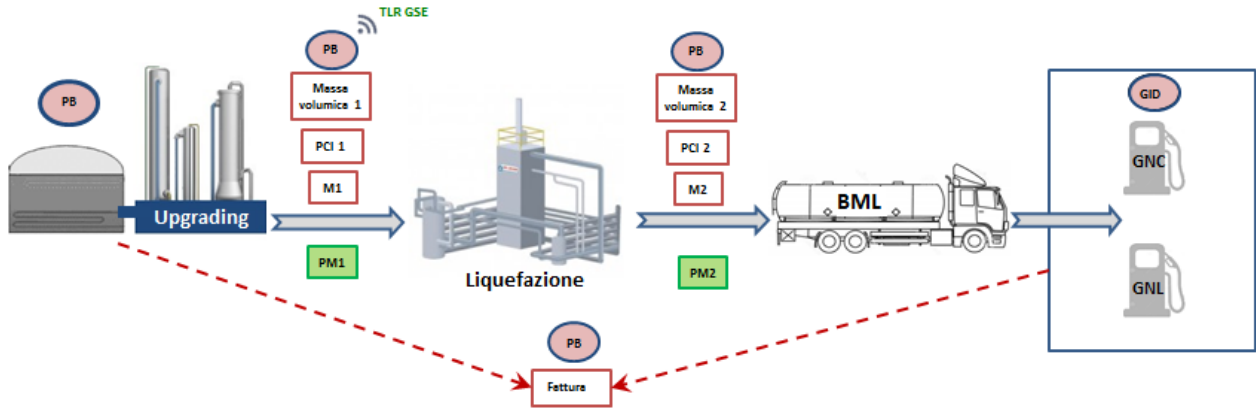 TLR GSE
PB
PB
PB
GID
Massa
volumica 1
Massa
volumica 2
PCI 1
PCI 2
GNC
M1
M2
BML
Upgrading
PM1
PM2
Liquefazione
GNL
PB
Fattura